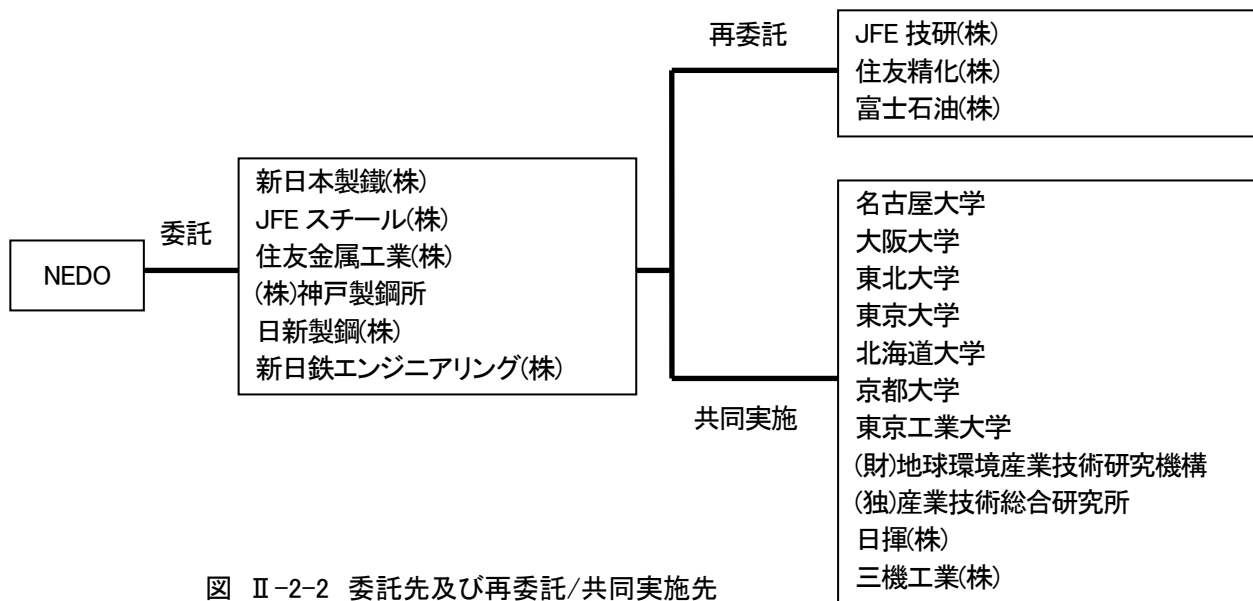 NEDO
委託
新日本製鐵(株)
JFE スチール(株)
住友金属工業(株)
(株)神戸製鋼所
日新製鋼(株)
新日鉄エンジニアリング(株)
再委託
JFE 技研(株)
住友精化(株)
富士石油(株)
共同実施
名古屋大学
大阪大学
東北大学
東京大学
北海道大学
京都大学
東京工業大学
(財)地球環境産業技術研究機構
(独)産業技術総合研究所
日揮(株)
三機工業(株)
図 Ⅱ-2-2 委託先及び再委託/共同実施先